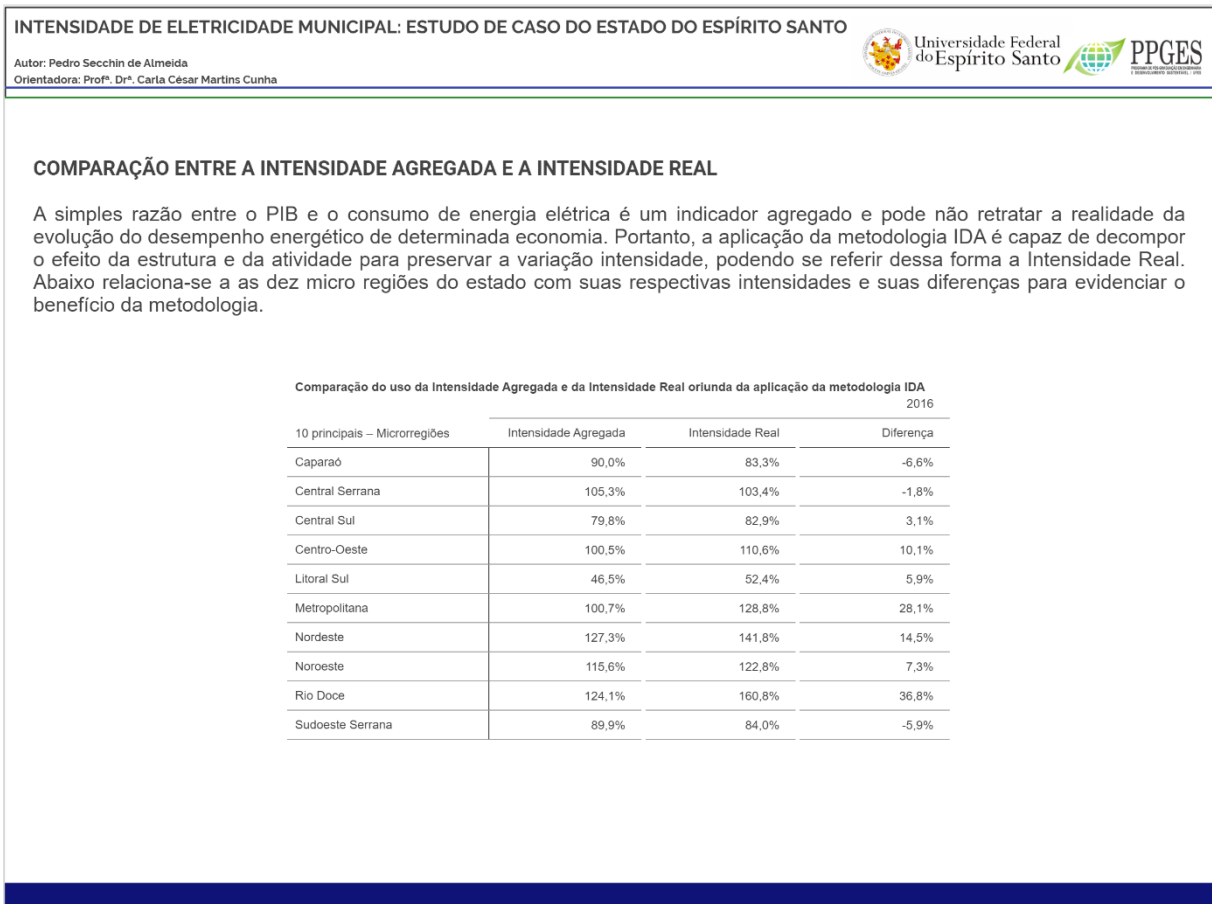 INTENSIDADE DE ELETRICIDADE MUNICIPAL: ESTUDO DE CASO DO ESTADO DO ESPÍRITO SANTO
Autor: Pedro Secchin de Almeida
Orientadora: Profª. Drª. Carla César Martins Cunha
Universidade Federal
do Espírito Santo
PPGES
COMPARAÇÃO ENTRE A INTENSIDADE AGREGADA E A INTENSIDADE REAL
A simples razão entre o PIB e o consumo de energia elétrica é um indicador agregado e pode não retratar a realidade da
evolução do desempenho energético de determinada economia. Portanto, a aplicação da metodologia IDA é capaz de decompor
o efeito da estrutura e da atividade para preservar a variação intensidade, podendo se referir dessa forma a Intensidade Real.
Abaixo relaciona-se a as dez micro regiões do estado com suas respectivas intensidades e suas diferenças para evidenciar o
benefício da metodologia.
Comparação do uso da Intensidade Agregada e da Intensidade Real oriunda da aplicação da metodologia IDA
2016
10 principais – Microrregiões Intensidade Agregada Intensidade Real Diferença
Caparaó 90,0% 83,3% -6,6%
Central Serrana 105,3% 103,4% -1,8%
Central Sul 79,8% 82,9% 3,1%
Centro-Oeste 100,5% 110,6% 10,1%
Litoral Sul 46,5% 52,4% 5,9%
Metropolitana 100,7% 128,8% 28,1%
Nordeste 127,3% 141,8% 14,5%
Noroeste 115,6% 122,8% 7,3%
Rio Doce 124,1% 160,8% 36,8%
Sudoeste Serrana 89,9% 84,0% -5,9%